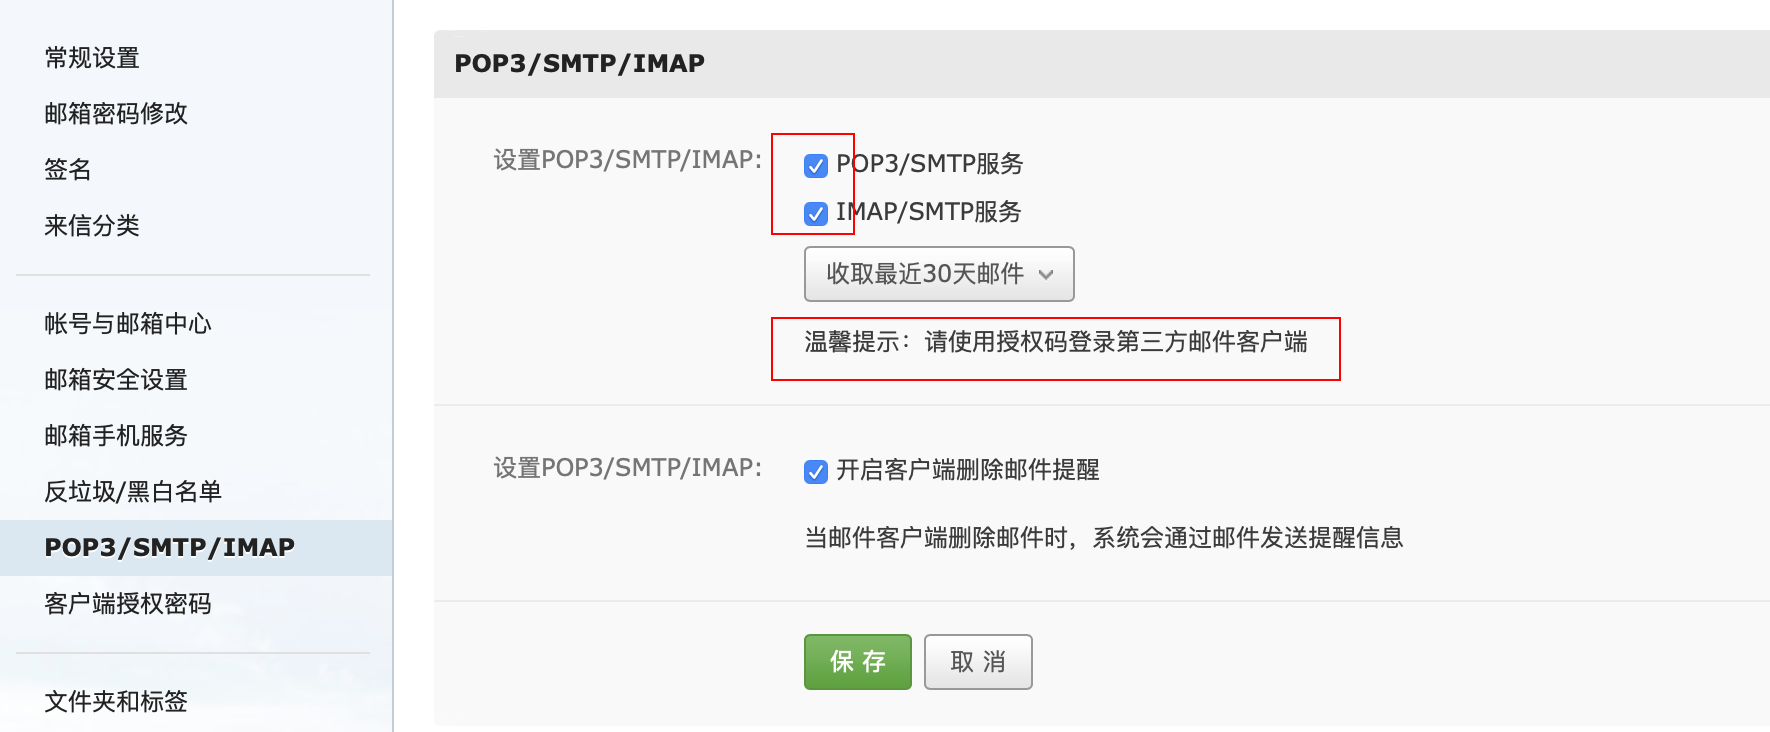 常规设置
邮箱密码修改
签名
来信分类
帐号与邮箱中心
邮箱安全设置
邮箱手机服务
反垃圾/黑白名单
POP3/SMTP/IMAP
客户端授权密码
文件夹和标签
POP3/SMTP/IMAP
设置POP3/SMTP/IMAP: POP3/SMTP服务
IMAP/SMTP服务
收取最近30天邮件
温馨提示：请使用授权码登录第三方邮件客户端
设置POP3/SMTP/IMAP: 开启客户端删除邮件提醒
当邮件客户端删除邮件时，系统会通过邮件发送提醒信息
保 存 取 消